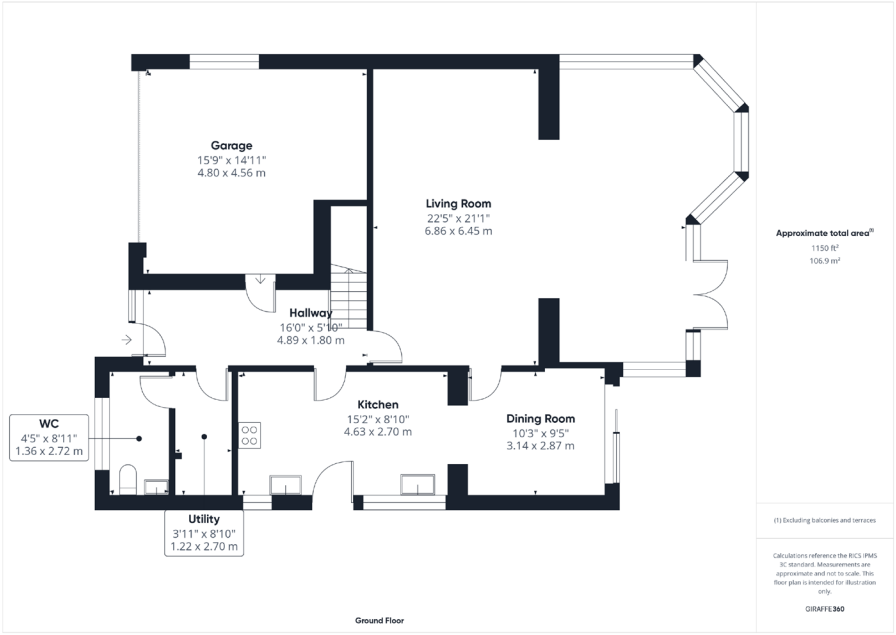 Garage
15'9" x 14'11"
4.80 x 4.56 m
Living Room
22'5" x 21'1"
6.86 x 6.45 m
Hallway
16'0" x 5'10"
4.89 x 1.80 m
WC
4'5" x 8'11"
1.36 x 2.72 m
Kitchen
15'2" x 8'10"
4.63 x 2.70 m
Dining Room
10'3" x 9'5"
3.14 x 2.87 m
Utility
3'11" x 8'10"
1.22 x 2.70 m
Ground Floor
Approximate total area(1)
1150 ft²
106.9 m²
(1) Excluding balconies and terraces
Calculations reference the RICS IPMS
3C standard. Measurements are
approximate and not to scale. This
floor plan is intended for illustration
only.
GIRAFFE360